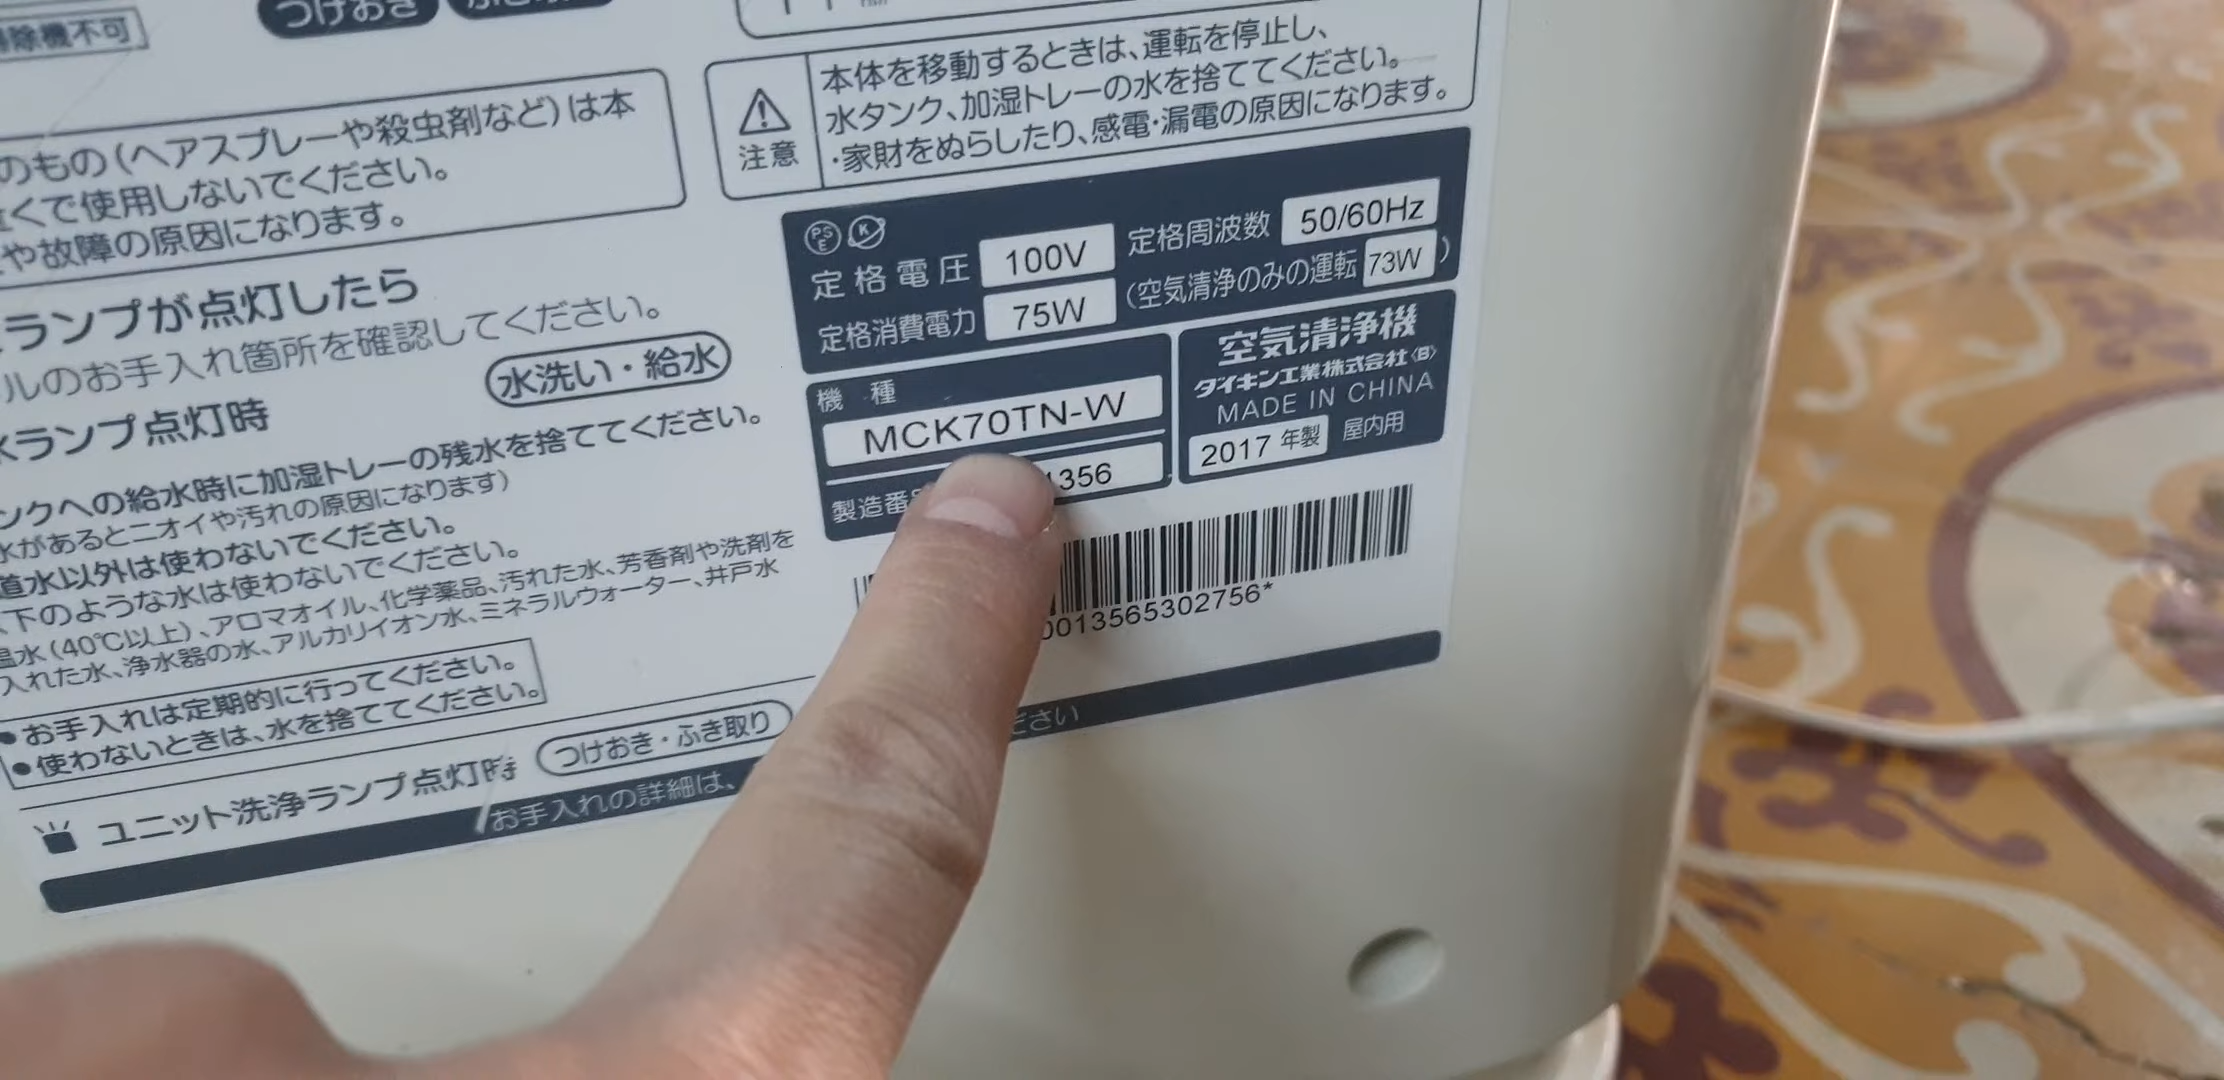 つけおき
掃除機不可
のもの(ヘアスプレーや殺虫剤など)は本
くで使用しないでください。
や故障の原因になります。
ランプが点灯したら
ルのお手入れ箇所を確認してください。
ランプ点灯時
水洗い・給水
ンクへの給水時に加湿トレーの残水を捨ててください。
水があるとニオイや汚れの原因になります)
道水以外は使わないでください。
下のような水は使わないでください。
温水(40℃以上)、アロマオイル、化学薬品、汚れた水、芳香剤や洗剤を
入れた水、浄水器の水、アルカリイオン水、ミネラルウォーター、井戸水
●お手入れは定期的に行ってください。
●使わないときは、水を捨ててください。
ユニット洗浄ランプ点灯時
つけおき・ふき取り
お手入れの詳細は、
ださい
注意
本体を移動するときは、運転を停止し、
水タンク、加湿トレーの水を捨ててください。
・家財をぬらしたり、感電・漏電の原因になります。
PS
E
K
定格電圧 100V 定格周波数 50/60Hz
定格消費電力 75W (空気清浄のみの運転 73W)
機種
MCK70TN-W
製造番
1356
空気清浄機
ダイキン工業株式会社〈B〉
MADE IN CHINA
2017 年製 屋内用
0013565302756*